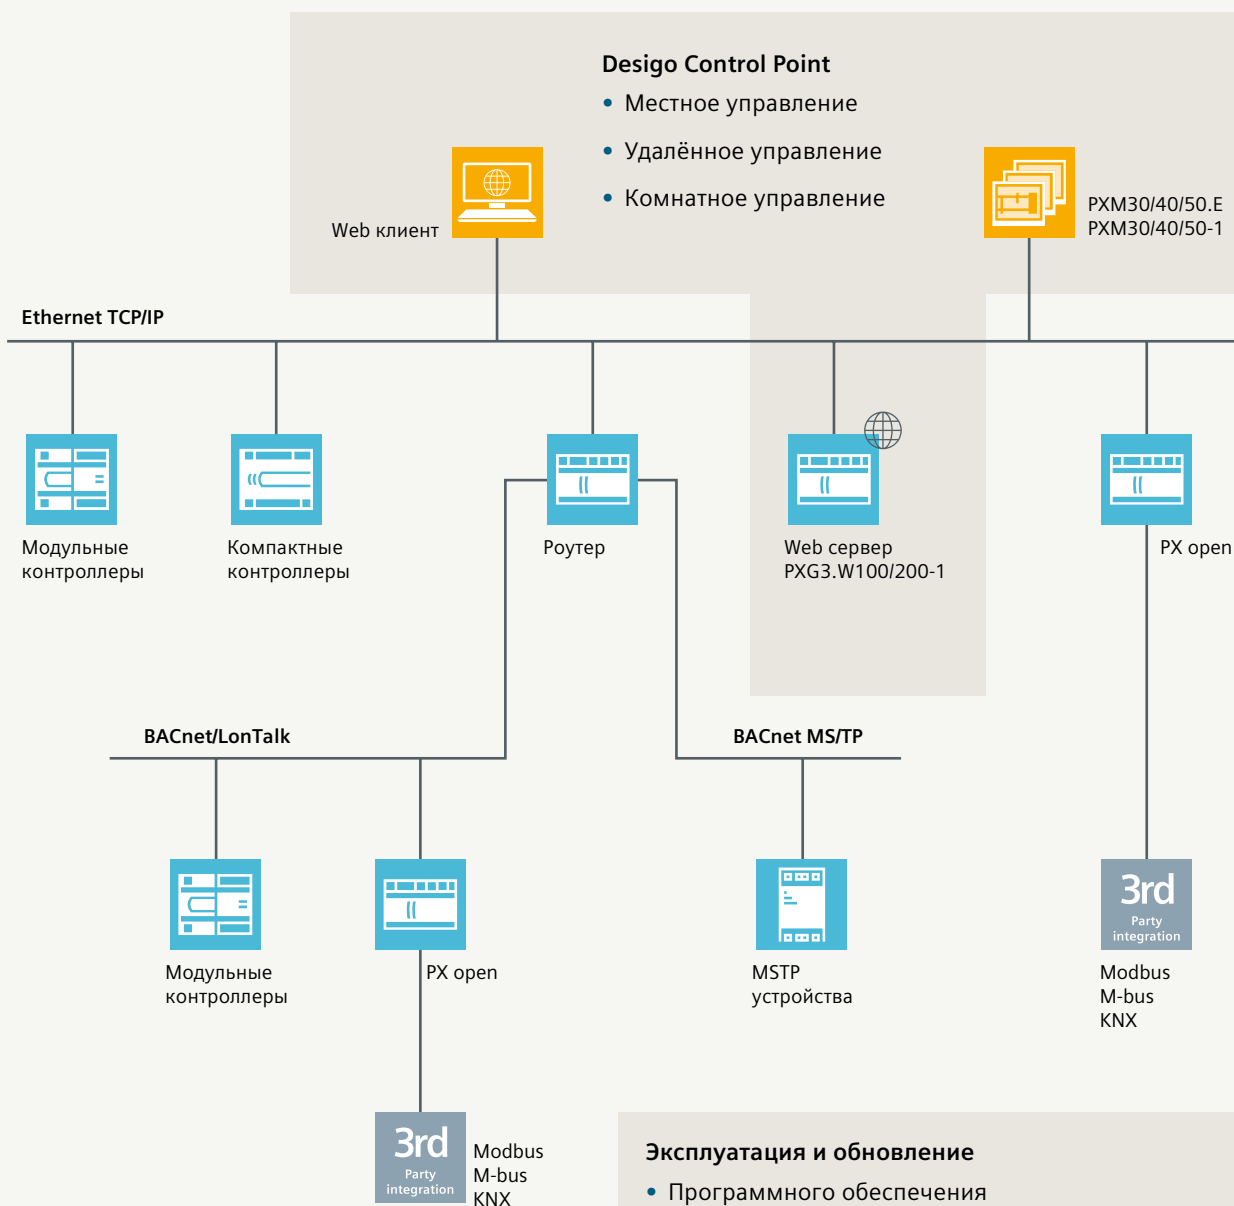 Desigo Control Point
• Местное управление
• Удалённое управление
• Комнатное управление
Web клиент
PXM30/40/50.E
PXM30/40/50-1
Ethernet TCP/IP
Модульные
контроллеры
Компактные
контроллеры
Роутер
Web сервер
PXG3.W100/200-1
PX open
BACnet/LonTalk
BACnet MS/TP
Модульные
контроллеры
PX open
MSTP
устройства
3rd
Party
integration
Modbus
M-bus
KNX
3rd
Party
integration
Modbus
M-bus
KNX
Эксплуатация и обновление
• Программного обеспечения